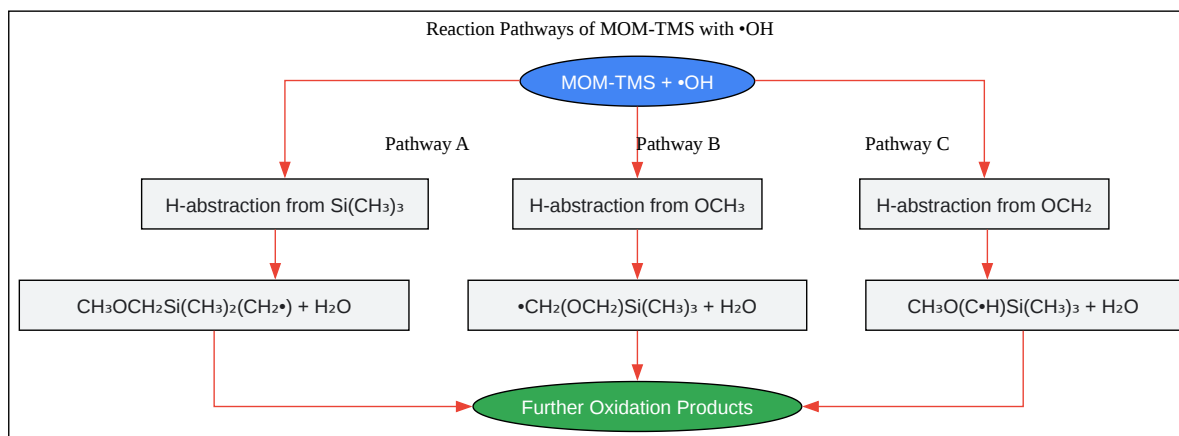 Reaction Pathways of MOM-TMS with •OH
MOM-TMS + •OH
Pathway A
Pathway B
Pathway C
H-abstraction from Si(CH₃)₃
H-abstraction from OCH₃
H-abstraction from OCH₂
CH₃OCH₂Si(CH₃)₂(CH₂•) + H₂O
•CH₂(OCH₂)Si(CH₃)₃ + H₂O
CH₃O(C•H)Si(CH₃)₃ + H₂O
Further Oxidation Products